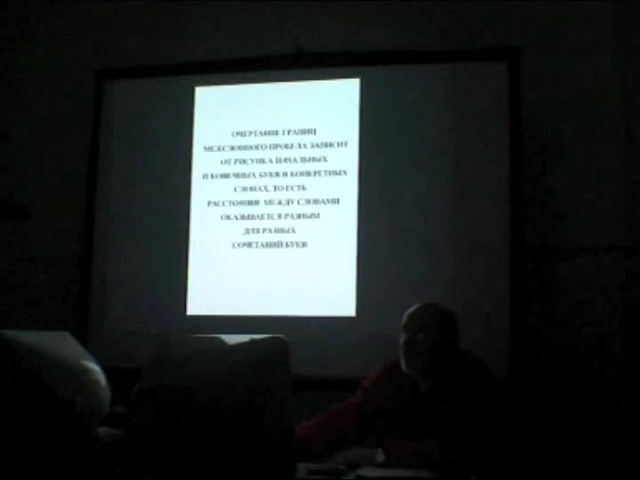 ОЧЕРТАНИЕ ГРАНИЦ
МЕЖСЛОВНОГО ПРОБЕЛА ЗАВИСИТ
ОТ РИСУНКА НАЧАЛЬНЫХ
И КОНЕЧНЫХ БУКВ В КОНКРЕТНЫХ
СЛОВАХ, ТО ЕСТЬ
РАССТОЯНИЕ МЕЖДУ СЛОВАМИ
ОКАЗЫВАЕТСЯ РАЗНЫМ
ДЛЯ РАЗНЫХ
СОЧЕТАНИЙ БУКВ